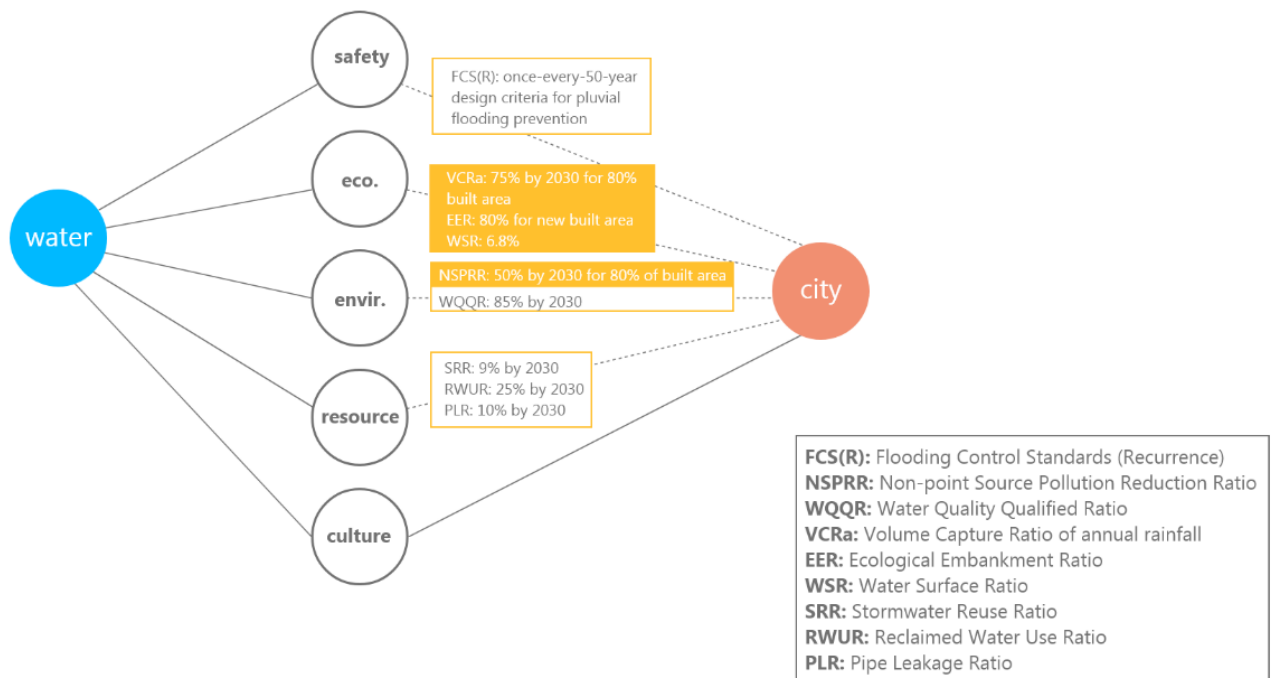 safety
FCS(R): once-every-50-year
design criteria for pluvial
flooding prevention
eco.
VCRa: 75% by 2030 for 80%
built area
EER: 80% for new built area
WSR: 6.8%
water
NSPRR: 50% by 2030 for 80% of built area
envir.
WQQR: 85% by 2030
city
SRR: 9% by 2030
RWUR: 25% by 2030
PLR: 10% by 2030
resource
culture
FCS(R): Flooding Control Standards (Recurrence)
NSPRR: Non-point Source Pollution Reduction Ratio
WQQR: Water Quality Qualified Ratio
VCRa: Volume Capture Ratio of annual rainfall
EER: Ecological Embankment Ratio
WSR: Water Surface Ratio
SRR: Stormwater Reuse Ratio
RWUR: Reclaimed Water Use Ratio
PLR: Pipe Leakage Ratio